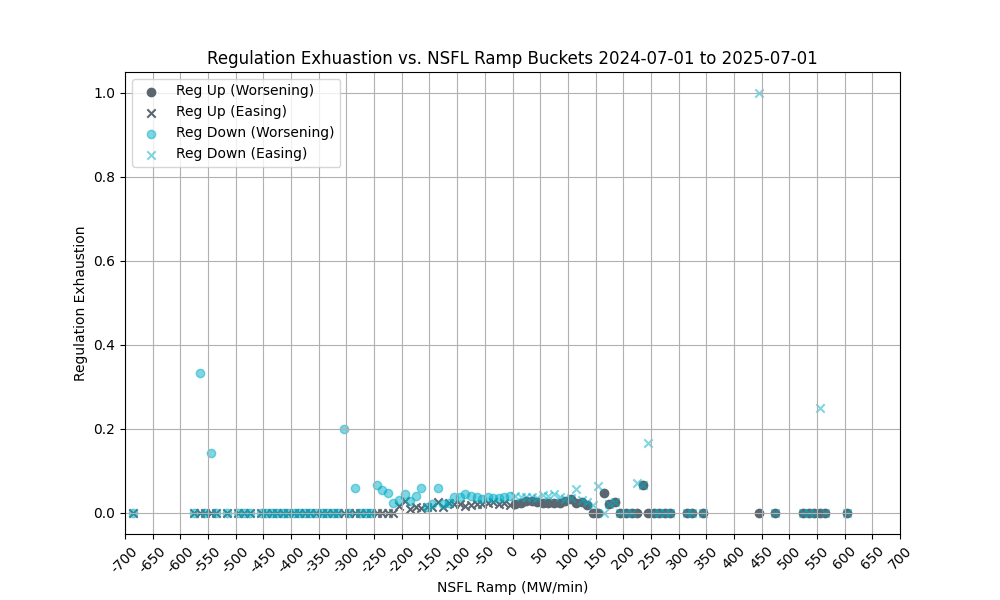 Regulation Exhuastion vs. NSFL Ramp Buckets 2024-07-01 to 2025-07-01
Reg Up (Worsening)
Reg Up (Easing)
Reg Down (Worsening)
Reg Down (Easing)
Regulation Exhaustion
1.0
0.8
0.6
0.4
0.2
0.0
-700 -650 -600 -550 -500 -450 -400 -350 -300 -250 -200 -150 -100 -50 0 50 100 150 200 250 300 350 400 450 500 550 600 650 700
NSFL Ramp (MW/min)